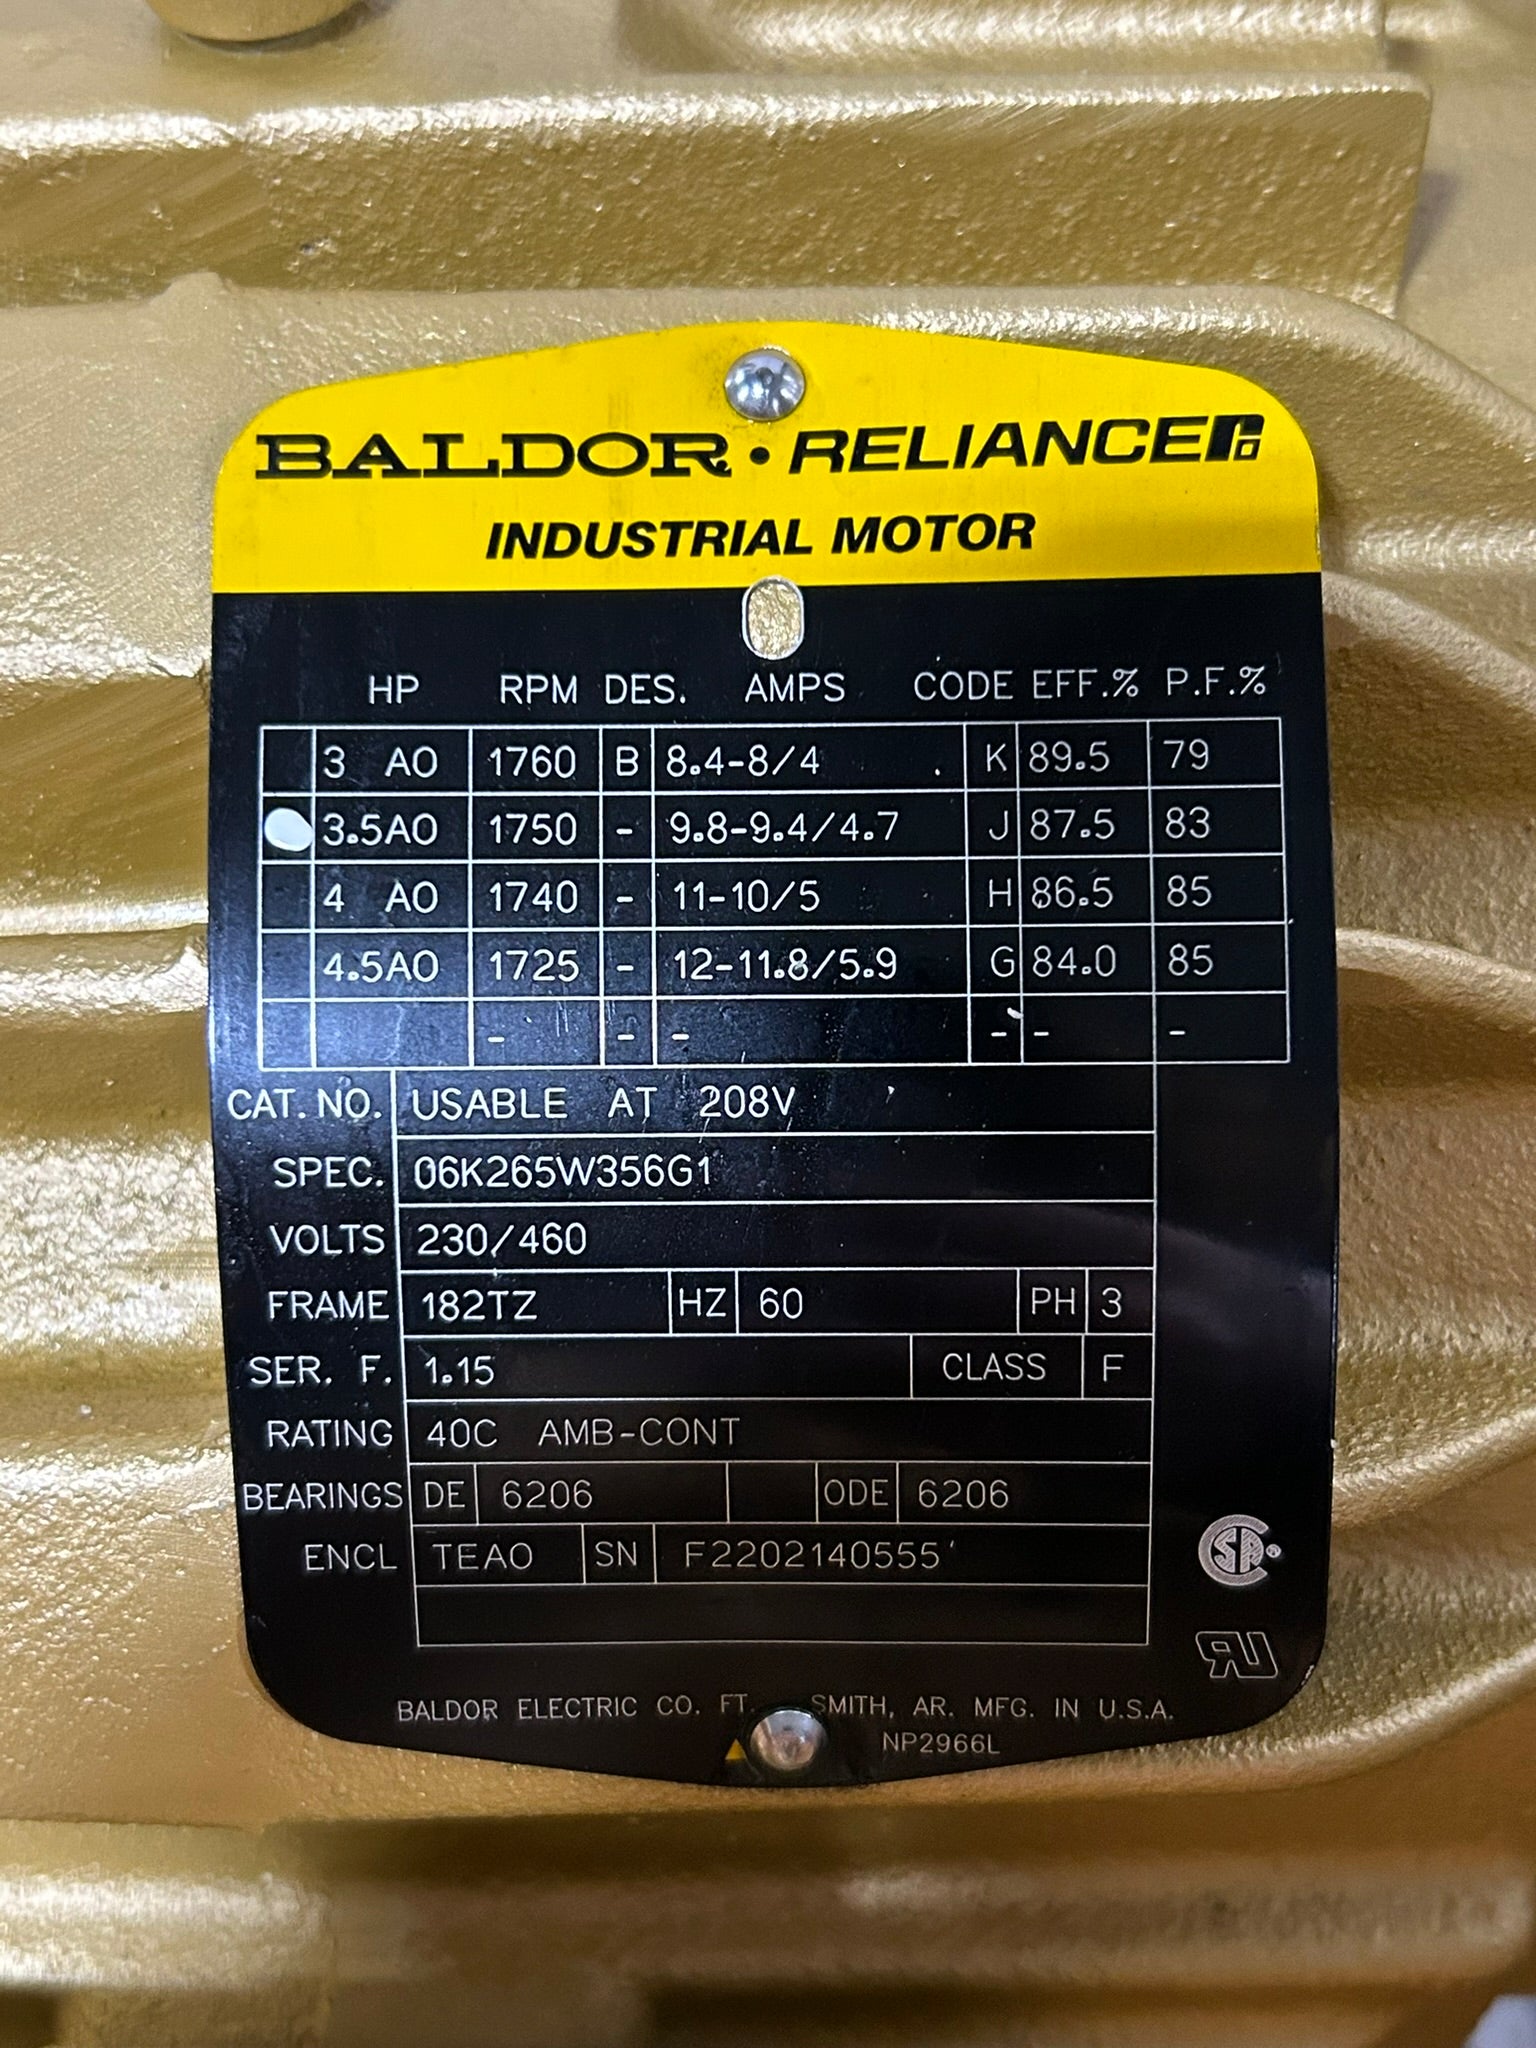 BALDOR • RELIANCE
INDUSTRIAL MOTOR
HP RPM DES. AMPS CODE EFF.% P.F.%
3 AO 1760 B 8.4-8/4 K 89.5 79
3.5AO 1750 - 9.8-9.4/4.7 J 87.5 83
4 AO 1740 - 11-10/5 H 86.5 85
4.5AO 1725 - 12-11.8/5.9 G 84.0 85
- - - - - -
CAT. NO. USABLE AT 208V
SPEC. 06K265W356G1
VOLTS 230/460
FRAME 182TZ HZ 60 PH 3
SER. F. 1.15 CLASS F
RATING 40C AMB-CONT
BEARINGS DE 6206 ODE 6206
ENCL TEAO SN F2202140555
BALDOR ELECTRIC CO. FT. SMITH, AR. MFG. IN U.S.A.
NP2966L